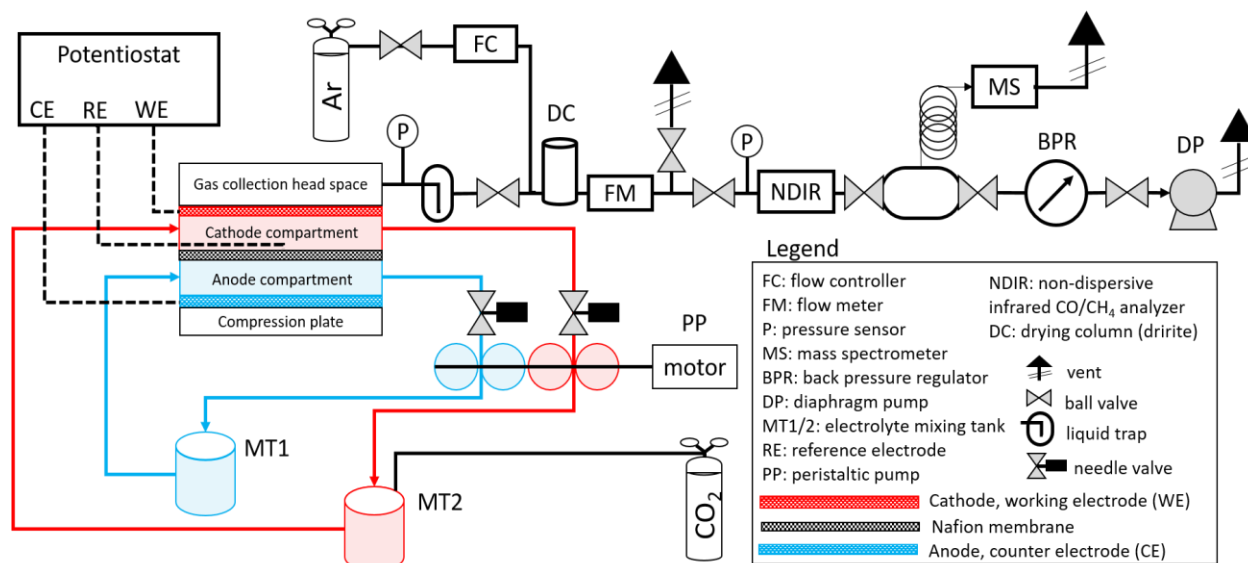 Potentiostat
CE RE WE
Ar
FC
P
DC
FM
P
NDIR
MS
BPR
DP
Gas collection head space
Cathode compartment
Anode compartment
Compression plate
PP
motor
MT1
MT2
CO2
Legend
FC: flow controller
FM: flow meter
P: pressure sensor
MS: mass spectrometer
BPR: back pressure regulator
DP: diaphragm pump
MT1/2: electrolyte mixing tank
RE: reference electrode
PP: peristaltic pump
NDIR: non-dispersive
infrared CO/CH4 analyzer
DC: drying column (dririte)
vent
ball valve
liquid trap
needle valve
Cathode, working electrode (WE)
Nafion membrane
Anode, counter electrode (CE)